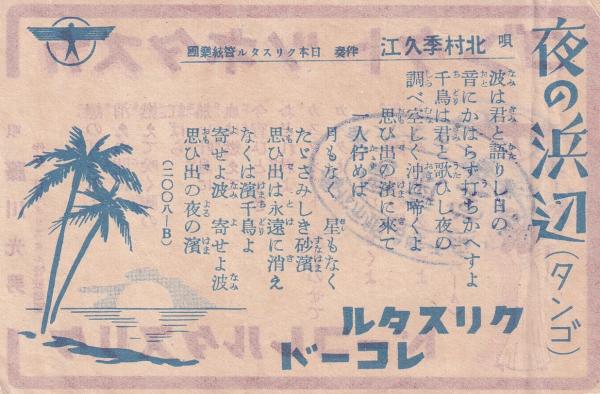 夜の浜辺(タンゴ)
唄 北村季久江
伴奏 日本クリスタル管絃楽團
波は君と語りし日の
音にかはらず打ちかへすよ
千鳥は君と歌ひし夜の
調べ空しく沖に啼くよ
思ひ出の濱に來て
一人佇めば
月もなく 星もなく
たゞさみしき砂濱
思ひ出は永遠に消え
なくは濱千鳥よ
寄せよ波 寄せよ波
思ひ出の夜の濱
(二〇〇八―B)
クリスタル
レコード